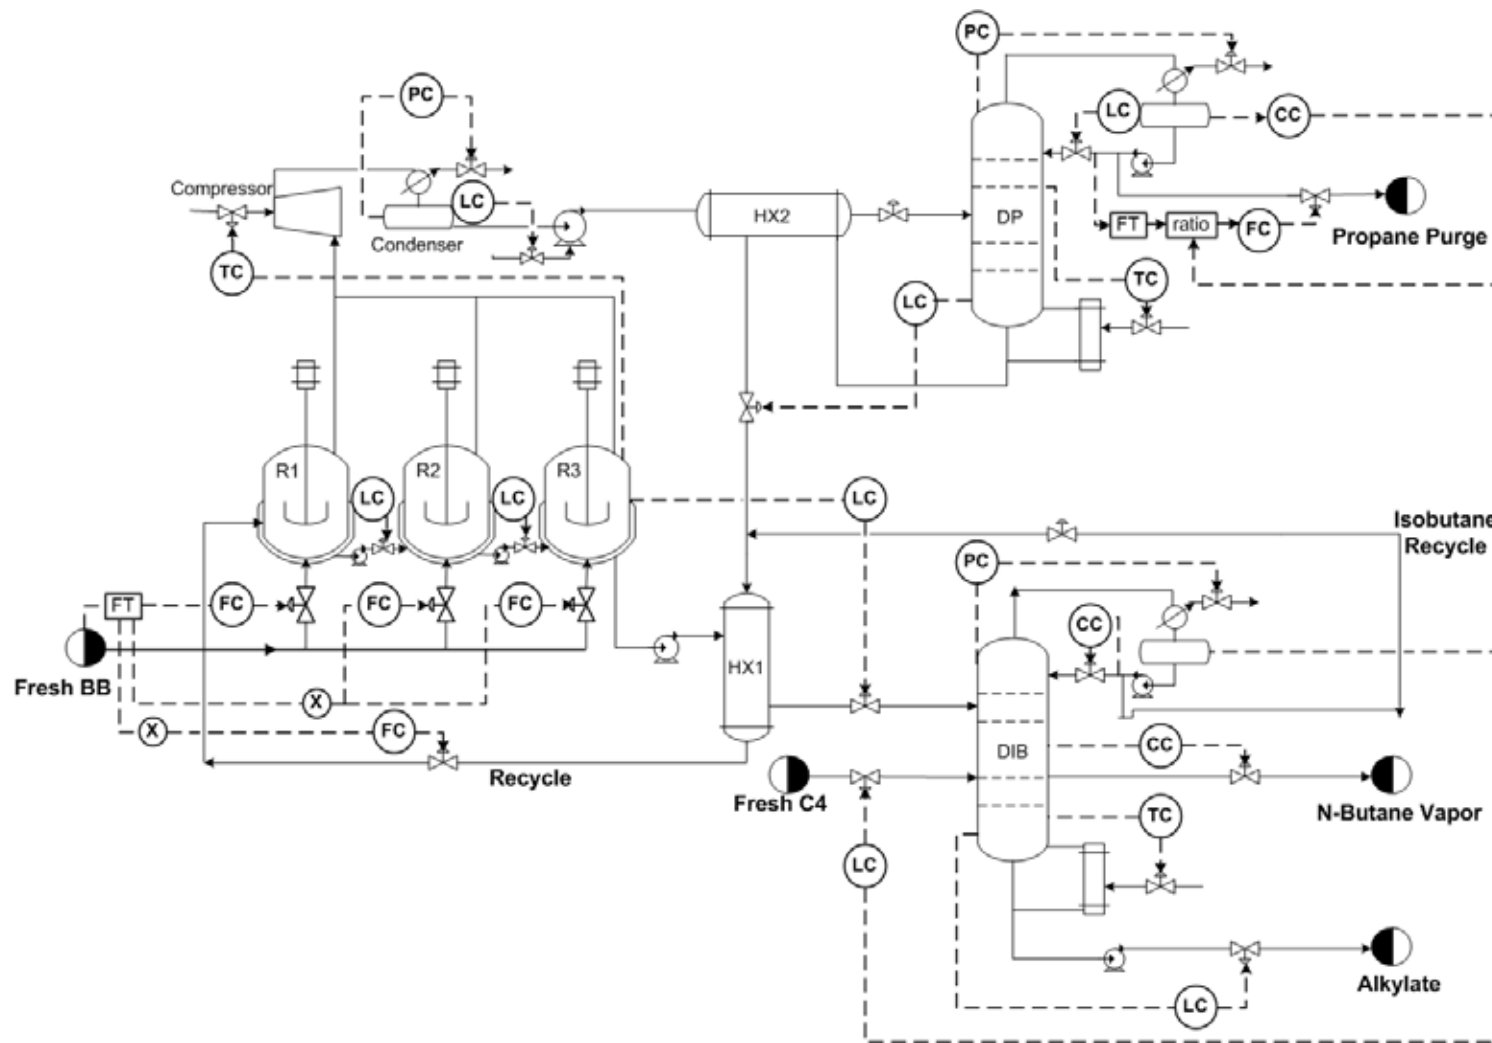 PC
PC
LC
CC
Compressor
LC
HX2
DP
FT
ratio
FC
Propane Purge
Condenser
TC
TC
LC
R1
R2
R3
LC
LC
LC
Isobutane
Recycle
PC
FT
FC
FC
FC
CC
Fresh BB
HX1
X
X
FC
DIB
CC
Recycle
Fresh C4
N-Butane Vapor
TC
LC
Alkylate
LC